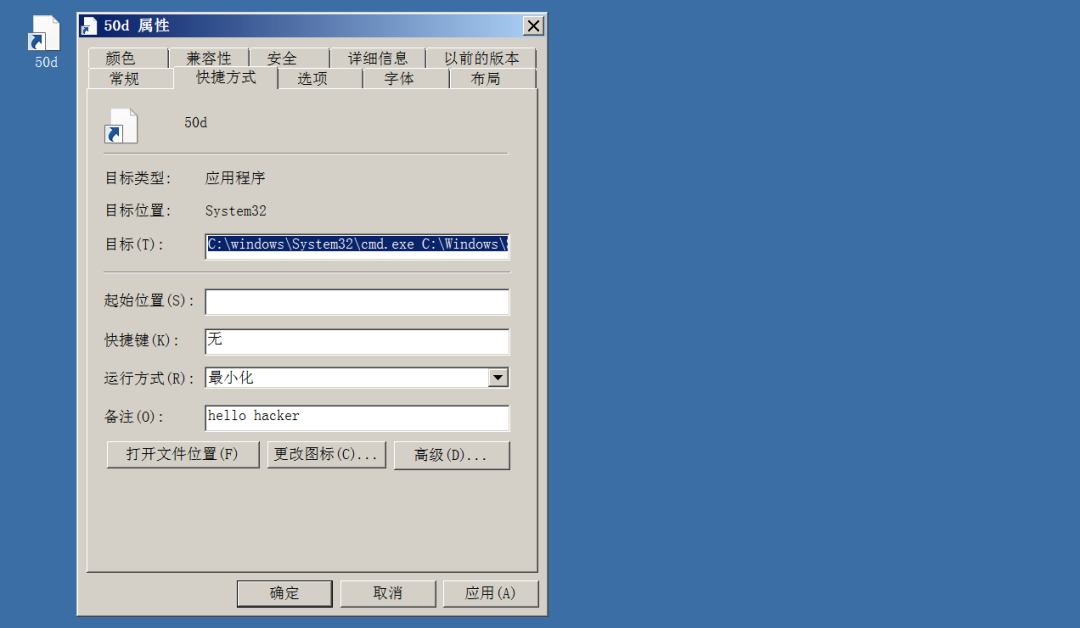 50d
50d 属性
颜色 兼容性 安全 详细信息 以前的版本
常规 快捷方式 选项 字体 布局
50d
目标类型: 应用程序
目标位置: System32
目标(T): C:\windows\System32\cmd.exe C:\Windows\
起始位置(S):
快捷键(K): 无
运行方式(R): 最小化
备注(O): hello hacker
打开文件位置(F) 更改图标(C)... 高级(D)...
确定 取消 应用(A)